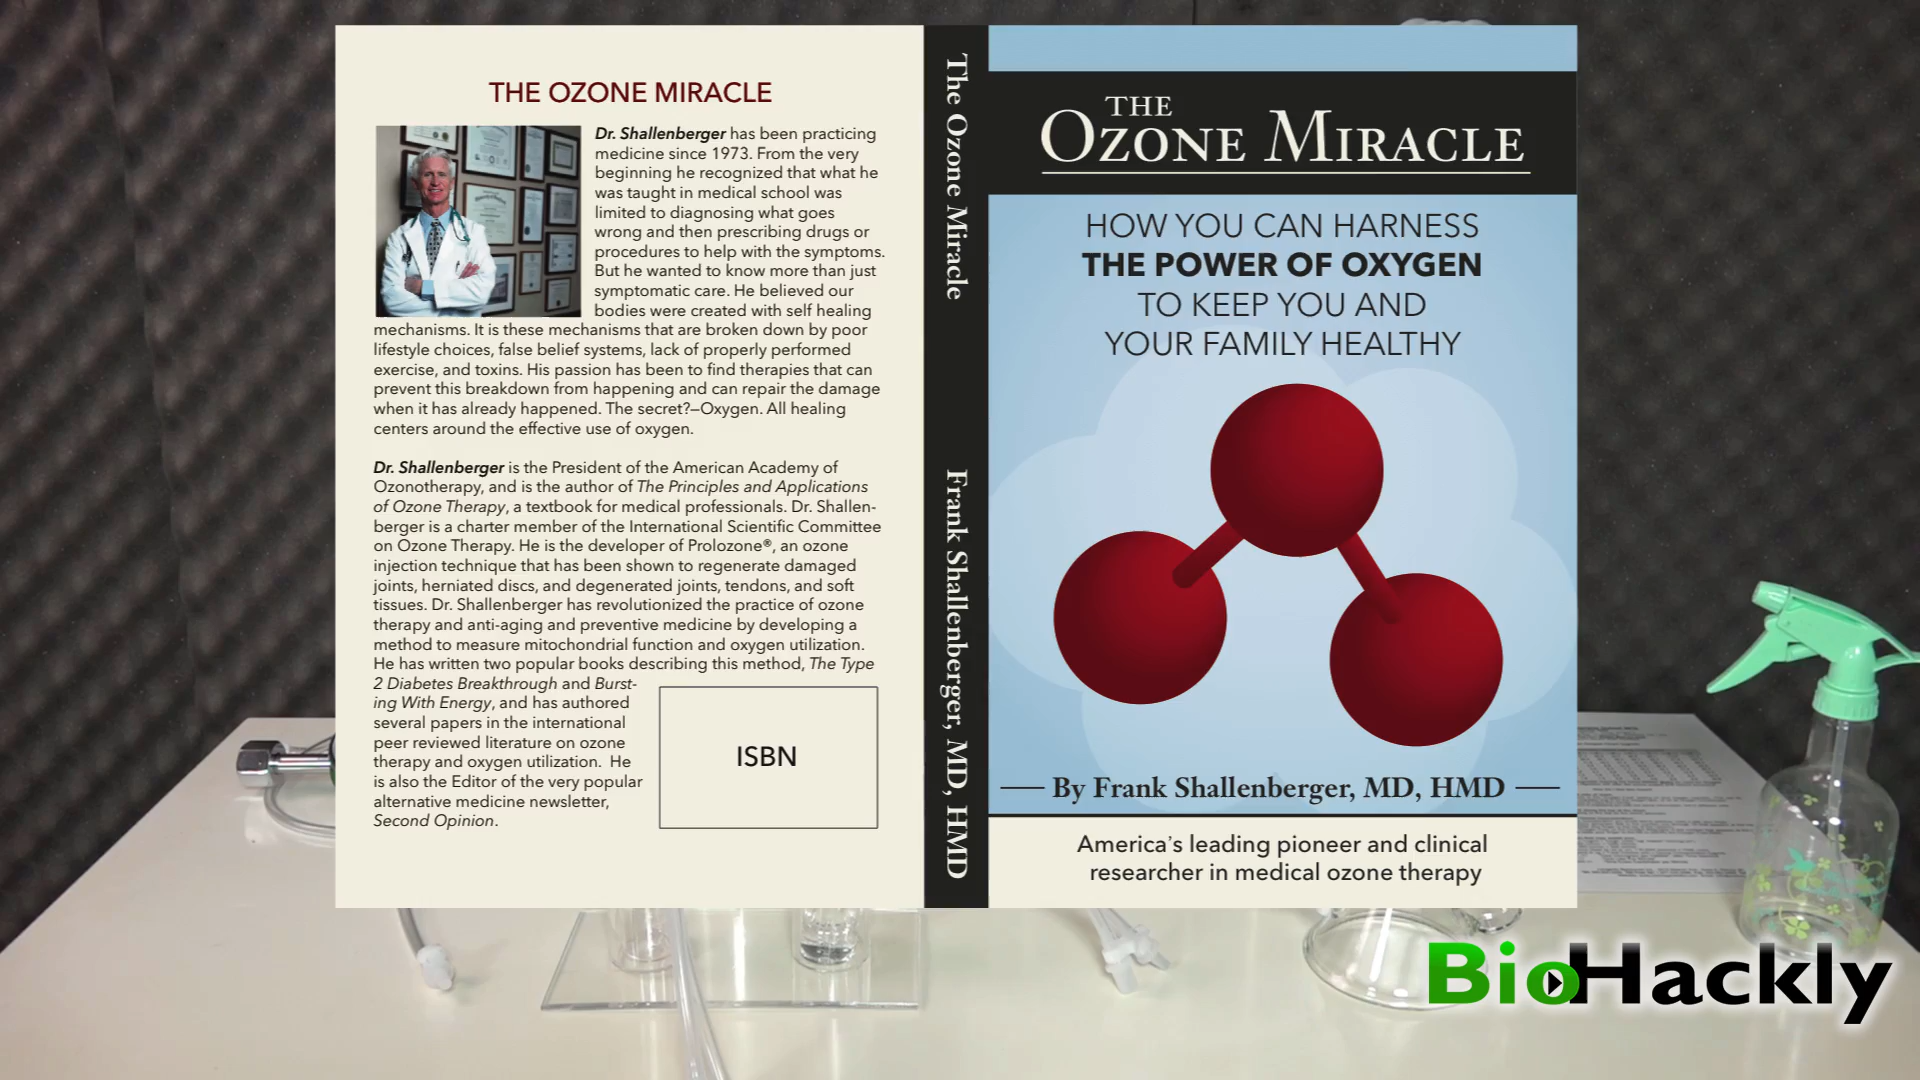 THE OZONE MIRACLE
Dr. Shallenberger has been practicing
medicine since 1973. From the very
beginning he recognized that what he
was taught in medical school was
limited to diagnosing what goes
wrong and then prescribing drugs or
procedures to help with the symptoms.
But he wanted to know more than just
symptomatic care. He believed our
bodies were created with self healing
mechanisms. It is these mechanisms that are broken down by poor
lifestyle choices, false belief systems, lack of properly performed
exercise, and toxins. His passion has been to find therapies that can
prevent this breakdown from happening and can repair the damage
when it has already happened. The secret?—Oxygen. All healing
centers around the effective use of oxygen.
Dr. Shallenberger is the President of the American Academy of
Ozonotherapy, and is the author of The Principles and Applications
of Ozone Therapy, a textbook for medical professionals. Dr. Shallen-
berger is a charter member of the International Scientific Committee
on Ozone Therapy. He is the developer of Prolozone®, an ozone
injection technique that has been shown to regenerate damaged
joints, herniated discs, and degenerated joints, tendons, and soft
tissues. Dr. Shallenberger has revolutionized the practice of ozone
therapy and anti-aging and preventive medicine by developing a
method to measure mitochondrial function and oxygen utilization.
He has written two popular books describing this method, The Type
2 Diabetes Breakthrough and Burst-
ing With Energy, and has authored
several papers in the international
peer reviewed literature on ozone
therapy and oxygen utilization. He
is also the Editor of the very popular
alternative medicine newsletter,
Second Opinion.
ISBN
The Ozone Miracle
Frank Shallenberger, MD, HMD
THE
OZONE MIRACLE
HOW YOU CAN HARNESS
THE POWER OF OXYGEN
TO KEEP YOU AND
YOUR FAMILY HEALTHY
By Frank Shallenberger, MD, HMD
America's leading pioneer and clinical
researcher in medical ozone therapy
BioHackly